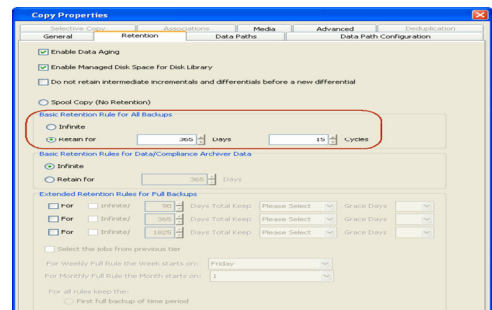 Copy Properties
Selective Copy Associations Media Advanced Deduplication
General Retention Data Paths Data Path Configuration
Enable Data Aging
Enable Managed Disk Space for Disk Library
Do not retain intermediate incrementals and differentials before a new differential
Spool Copy (No Retention)
Basic Retention Rule for All Backups
Infinite
Retain for 365 Days 15 Cycles
Basic Retention Rules for Data/Compliance Archiver Data
Infinite
Retain for 365 Days
Extended Retention Rules for Full Backups
For Infinite/ 90 Days Total Keep Please Select Grace Days
For Infinite/ 365 Days Total Keep Please Select Grace Days
For Infinite/ 1825 Days Total Keep Please Select Grace Days
Select the jobs from previous tier
For Weekly Full Rule the Week starts on: Friday
For Monthly Full Rule the Month starts on: 1
For all rules keep the:
First full backup of time period